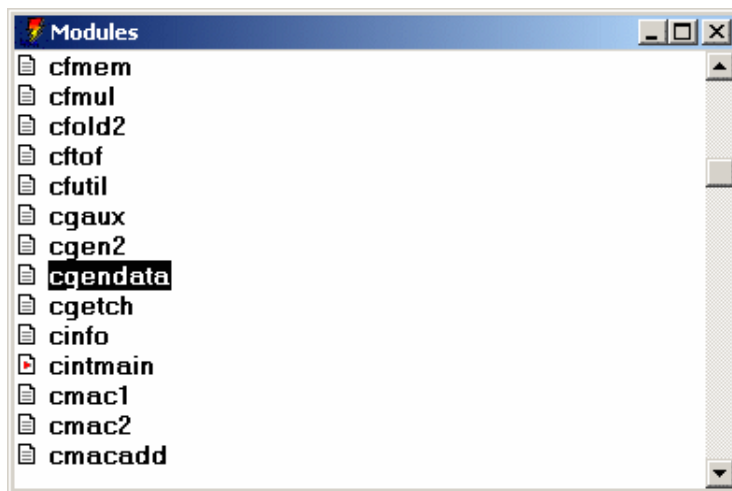 Modules
cfmem
cfmul
cfold2
cftof
cfutil
cgaux
cgen2
cgendata
cgetch
cinfo
cintmain
cmac1
cmac2
cmacadd